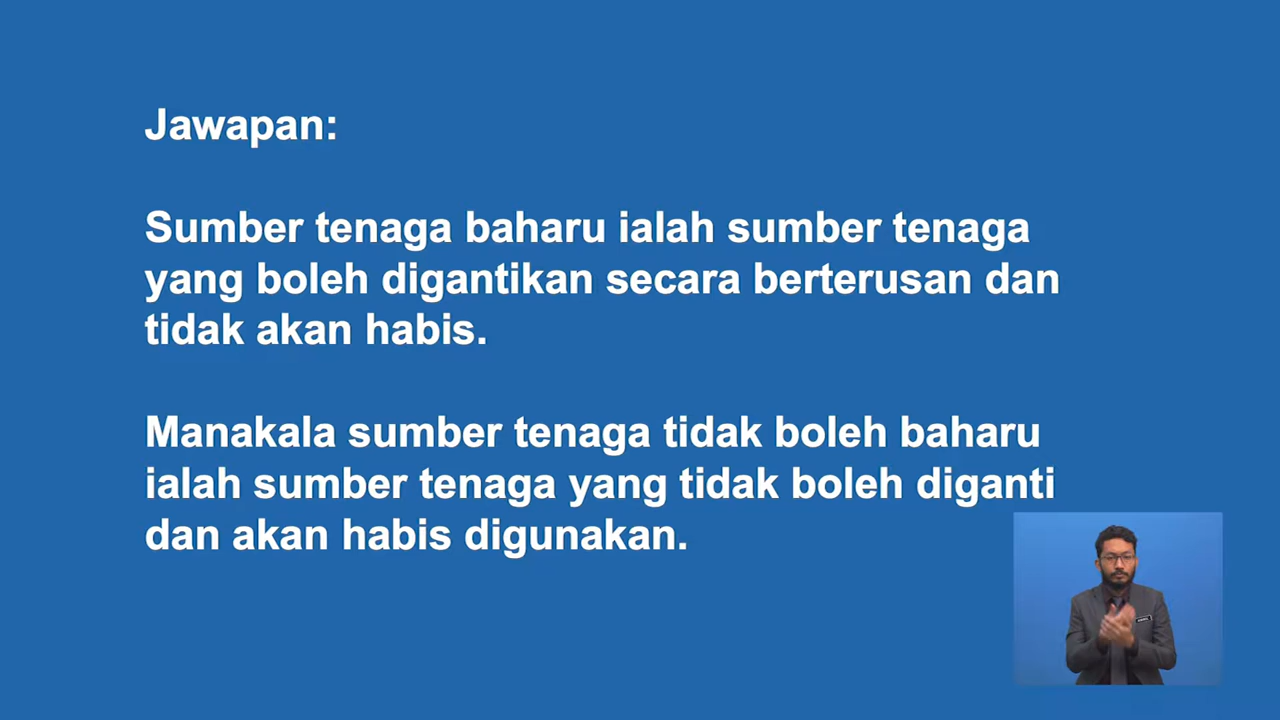 Jawapan:
Sumber tenaga baharu ialah sumber tenaga
yang boleh digantikan secara berterusan dan
tidak akan habis.
Manakala sumber tenaga tidak boleh baharu
ialah sumber tenaga yang tidak boleh diganti
dan akan habis digunakan.